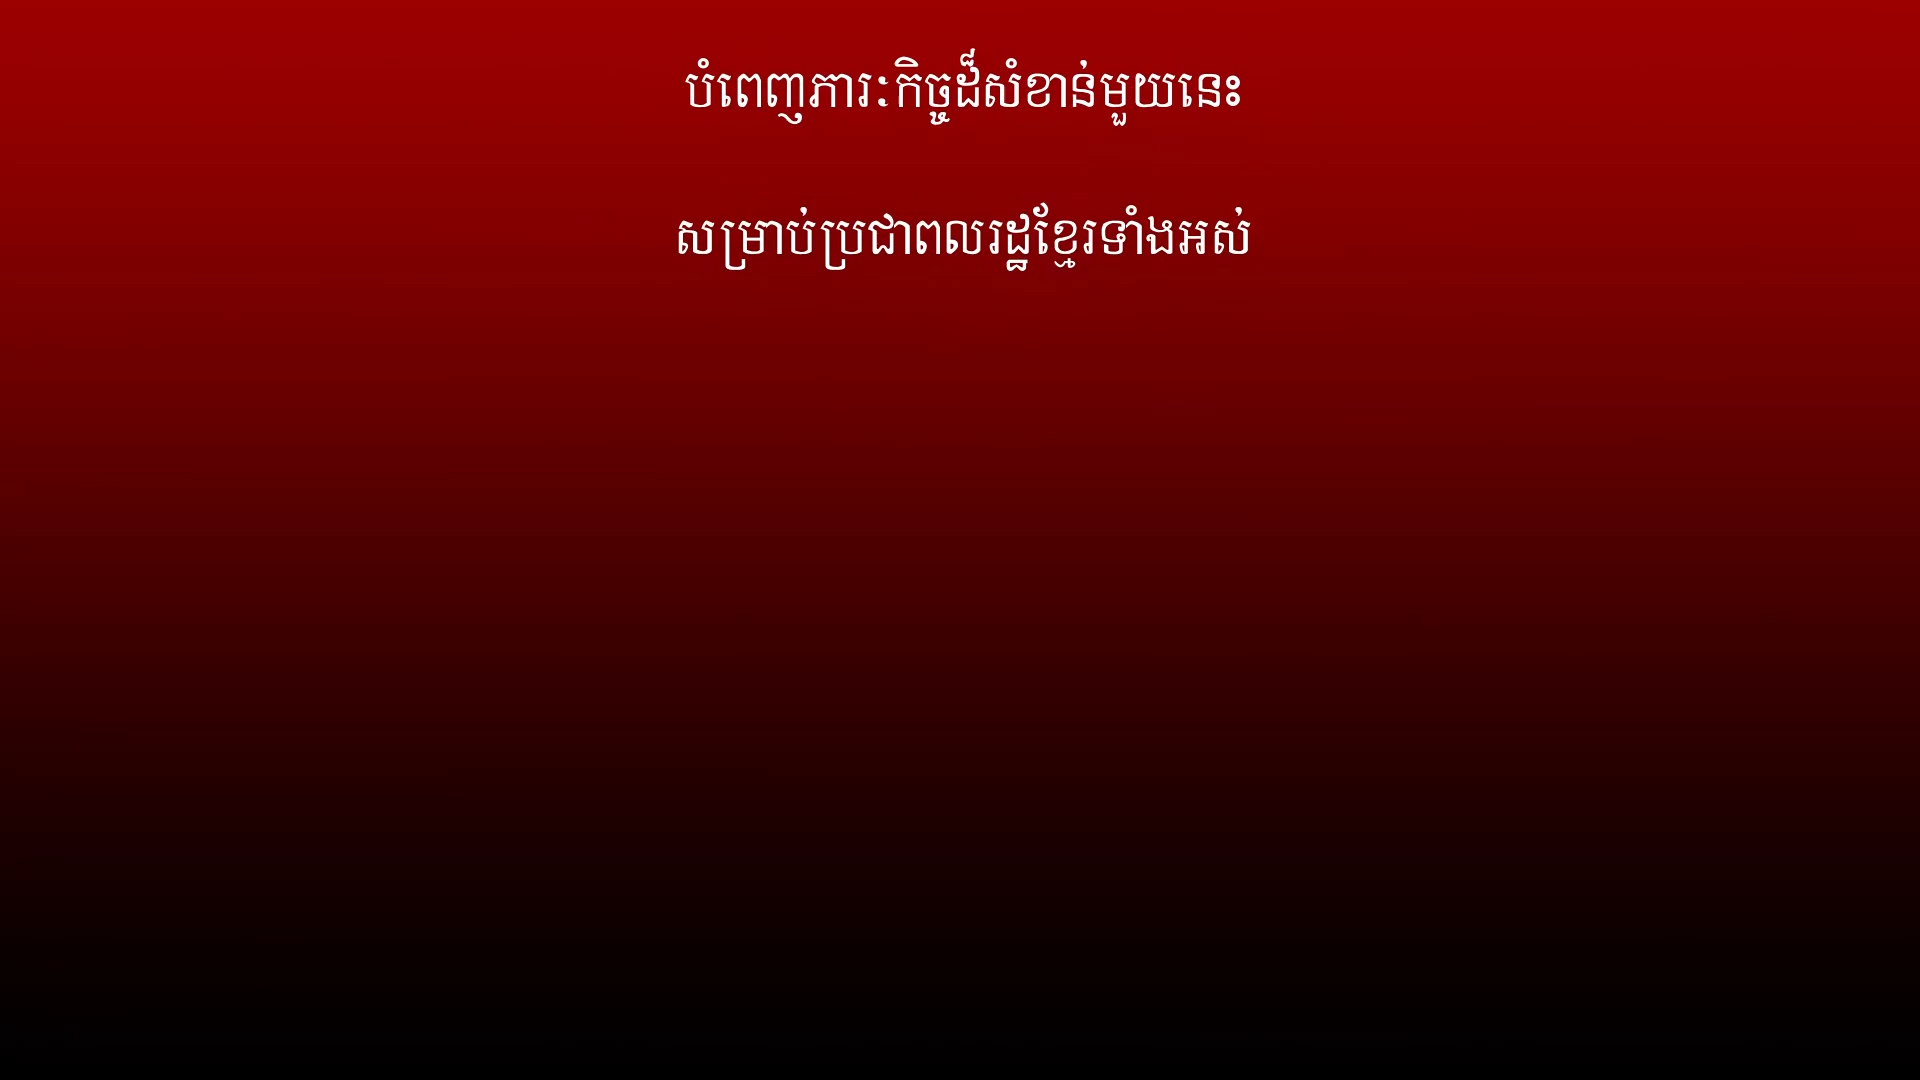 បំពេញភារៈកិច្ចដ៏សំខាន់មួយនេះ
សម្រាប់ប្រជាពលរដ្ឋខ្មែរទាំងអស់